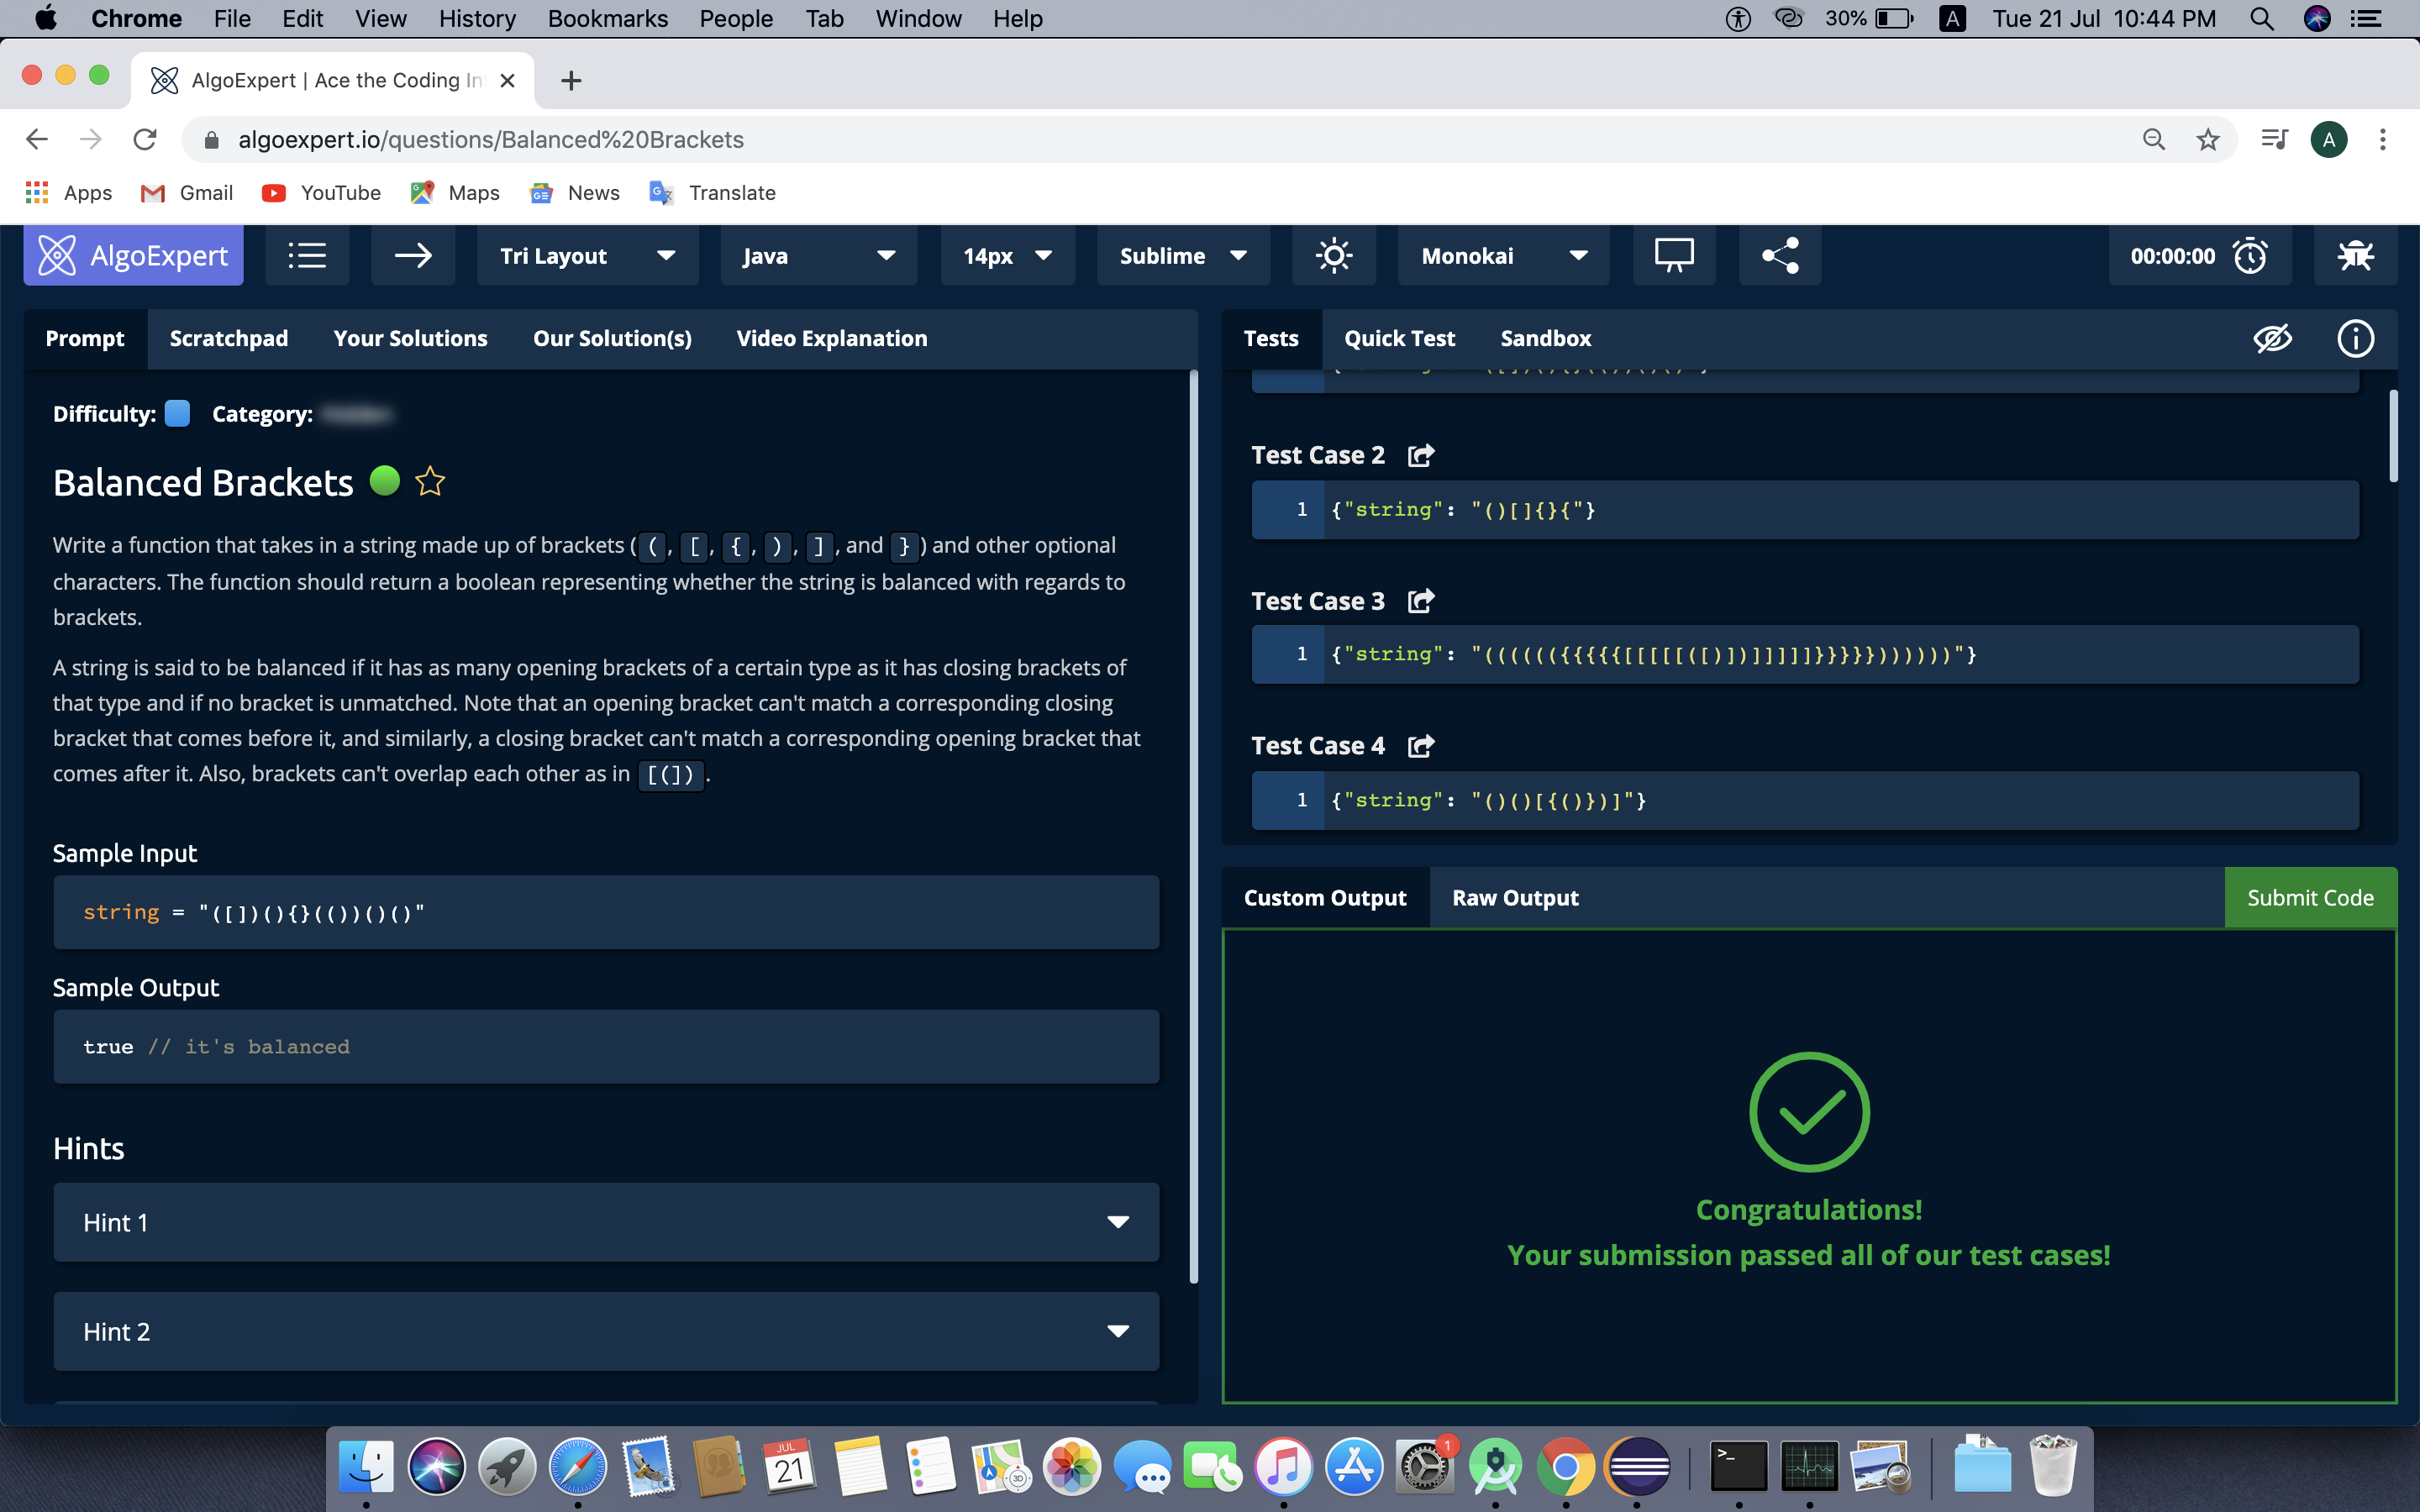 Chrome File Edit View History Bookmarks People Tab Window Help 30% A Tue 21 Jul 10:44 PM
AlgoExpert | Ace the Coding In
algoexpert.io/questions/Balanced%20Brackets A
Apps Gmail YouTube Maps News Translate
AlgoExpert Tri Layout Java 14px Sublime Monokai 00:00:00
Prompt Scratchpad Your Solutions Our Solution(s) Video Explanation
Difficulty: Category:
Balanced Brackets
Write a function that takes in a string made up of brackets ( (, [, {, ), ], and } ) and other optional
characters. The function should return a boolean representing whether the string is balanced with regards to
brackets.
A string is said to be balanced if it has as many opening brackets of a certain type as it has closing brackets of
that type and if no bracket is unmatched. Note that an opening bracket can't match a corresponding closing
bracket that comes before it, and similarly, a closing bracket can't match a corresponding opening bracket that
comes after it. Also, brackets can't overlap each other as in [(]).
Sample Input
string = "([])(){}(())()()"
Sample Output
true // it's balanced
Hints
Hint 1
Hint 2
Tests Quick Test Sandbox
Test Case 2
1 {"string": "()[]{}{"}
Test Case 3
1 {"string": "(((((({{{{{[[[[[([)])]]]]]}}}}}))))))"}
Test Case 4
1 {"string": "()()[{()})]"}
Custom Output Raw Output Submit Code
Congratulations!
Your submission passed all of our test cases!
JUL
21
3D
1
>_